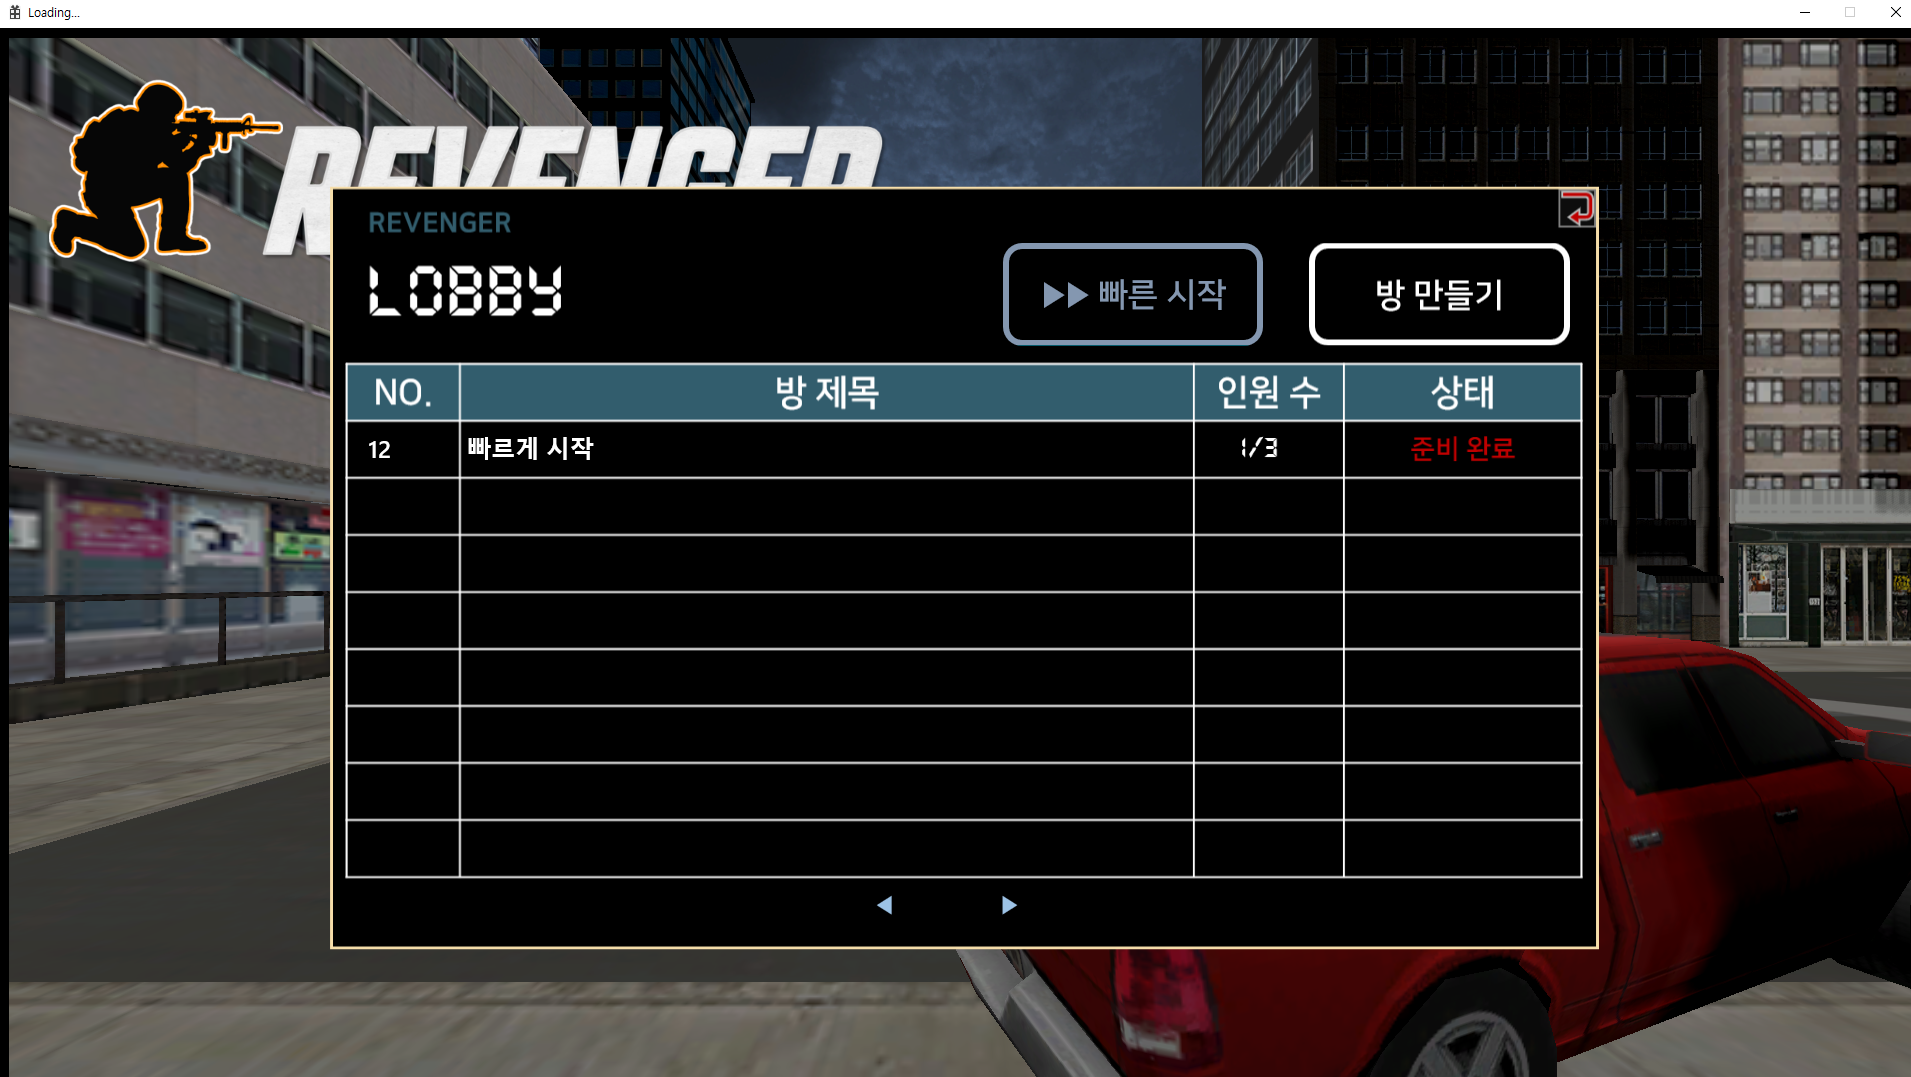 Loading...
REVENGER
REVENGER
LOBBY
▶▶ 빠른 시작
방 만들기
NO. 방 제목 인원 수 상태
12 빠르게 시작 1/3 준비 완료